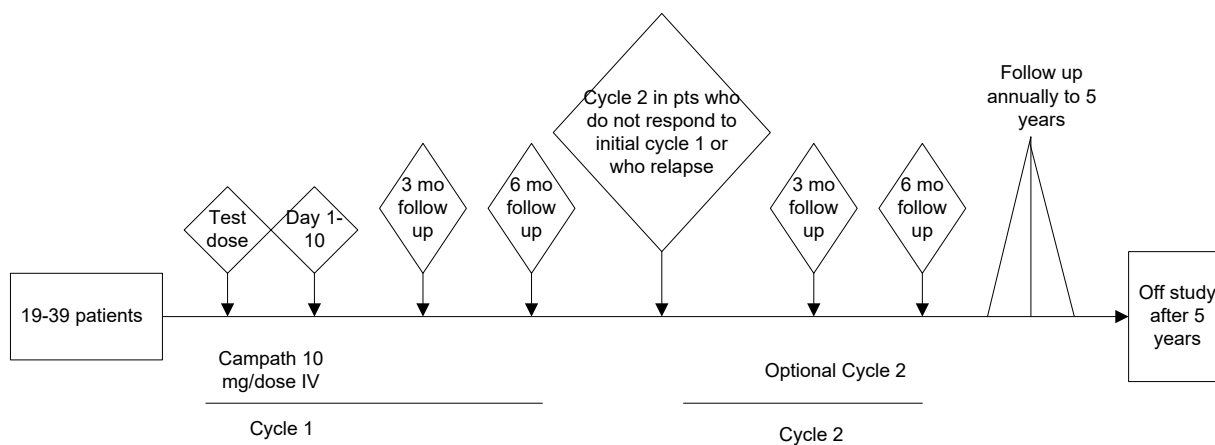 19-39 patients
Test
dose
Day 1-
10
3 mo
follow
up
6 mo
follow
up
Cycle 2 in pts who
do not respond to
initial cycle 1 or
who relapse
3 mo
follow
up
6 mo
follow
up
Follow up
annually to 5
years
Off study
after 5
years
Campath 10
mg/dose IV
Cycle 1
Optional Cycle 2
Cycle 2